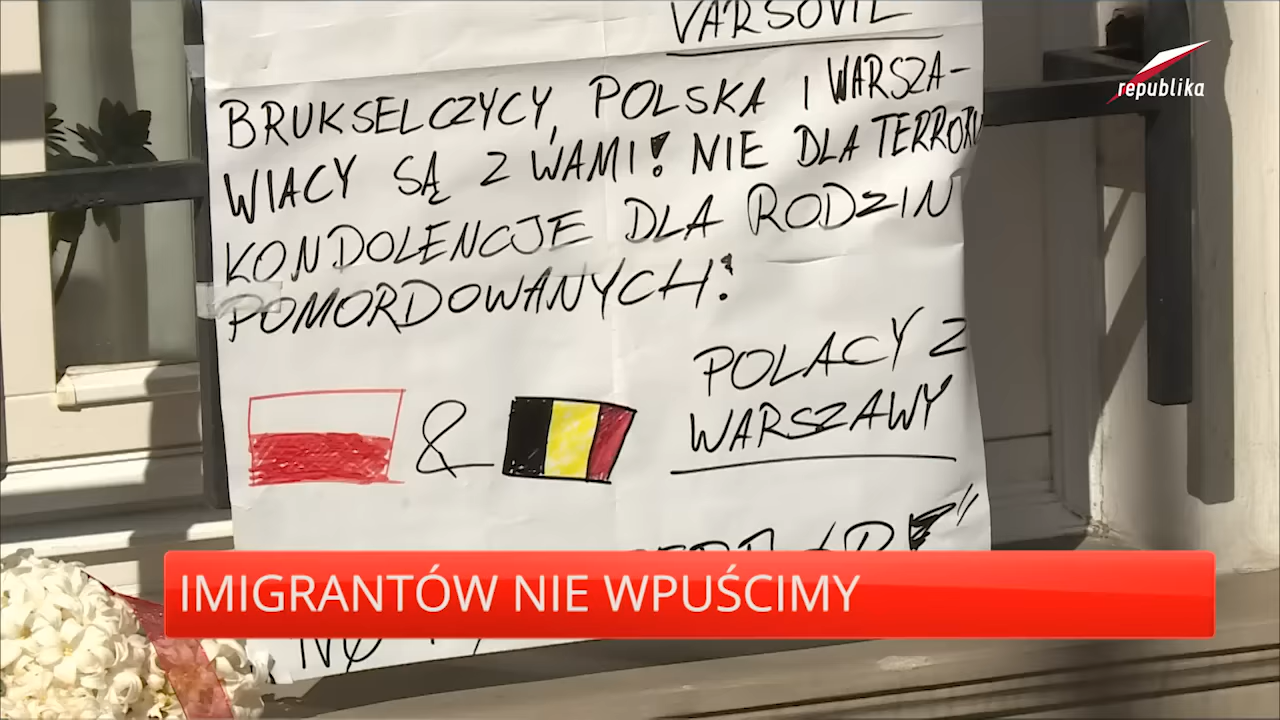 VARSOVIE
republika
BRUKSELCZYCY, POLSKA I WARSZA-
WIACY SĄ Z WAMI! NIE DLA TERRORU
KONDOLENCJE DLA RODZIN
POMORDOWANYCH!
POLACY Z
WARSZAWY
&
IMIGRANTÓW NIE WPUŚCIMY